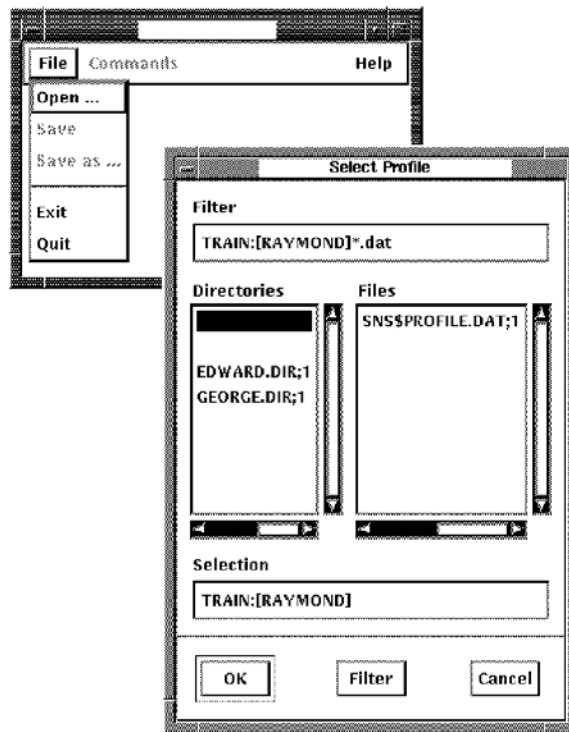 File Commands Help
Open ...
Save
Save as ...
Exit
Quit
Select Profile
Filter
TRAIN:[RAYMOND]*.dat
Directories Files
SNS$PROFILE.DAT;1
EDWARD.DIR;1
GEORGE.DIR;1
Selection
TRAIN:[RAYMOND]
OK Filter Cancel